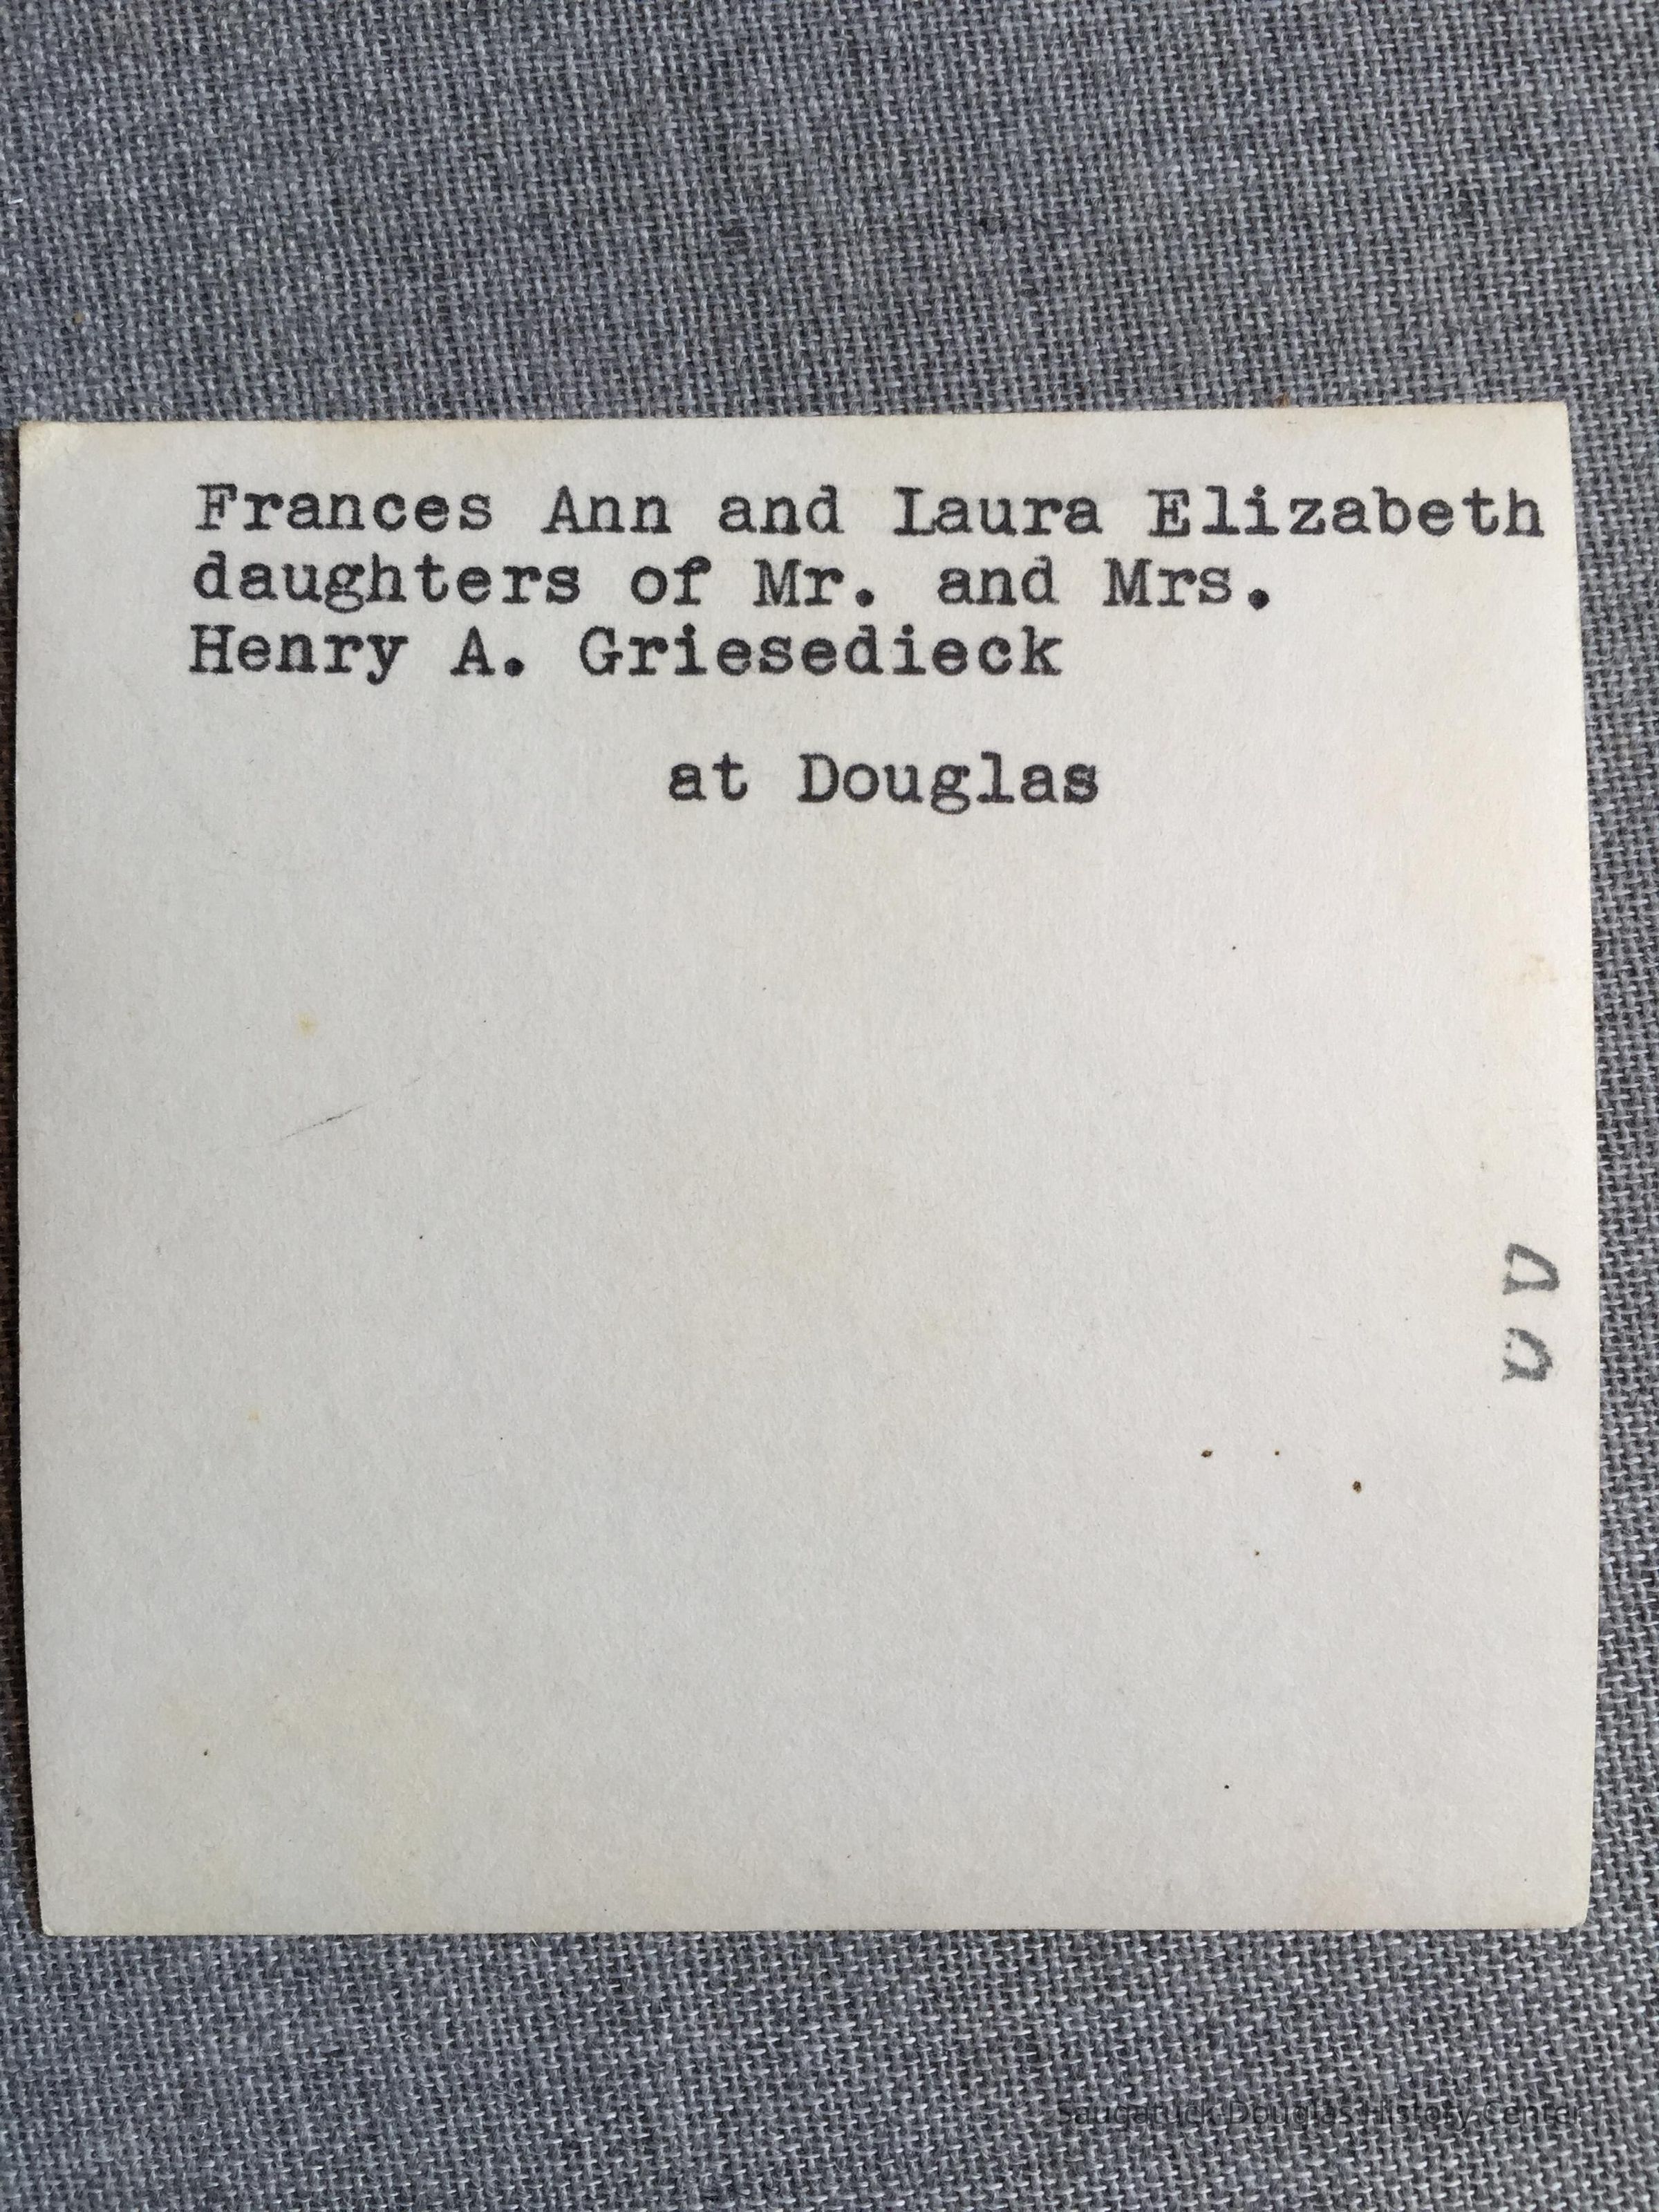 Frances Ann and Laura Elizabeth
daughters of Mr. and Mrs.
Henry A. Griesedieck
at Douglas
Saugatuck-Douglas History Center